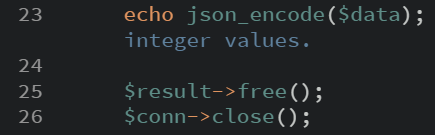 23 echo json_encode($data);
integer values.
24
25 $result->free();
26 $conn->close();